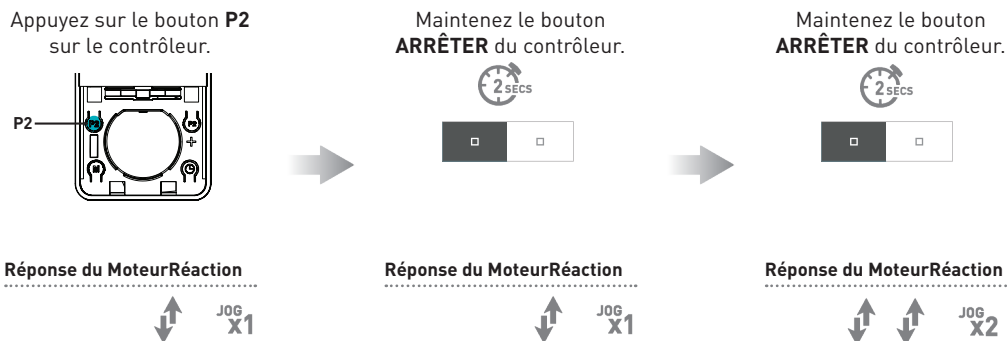 Appuyez sur le bouton P2
sur le contrôleur.
P2
P2
P2
M
Réponse du MoteurRéaction
JOG
X1
Maintenez le bouton
ARRÊTER du contrôleur.
2 SECS
Réponse du MoteurRéaction
JOG
X1
Maintenez le bouton
ARRÊTER du contrôleur.
2 SECS
Réponse du MoteurRéaction
JOG
X2